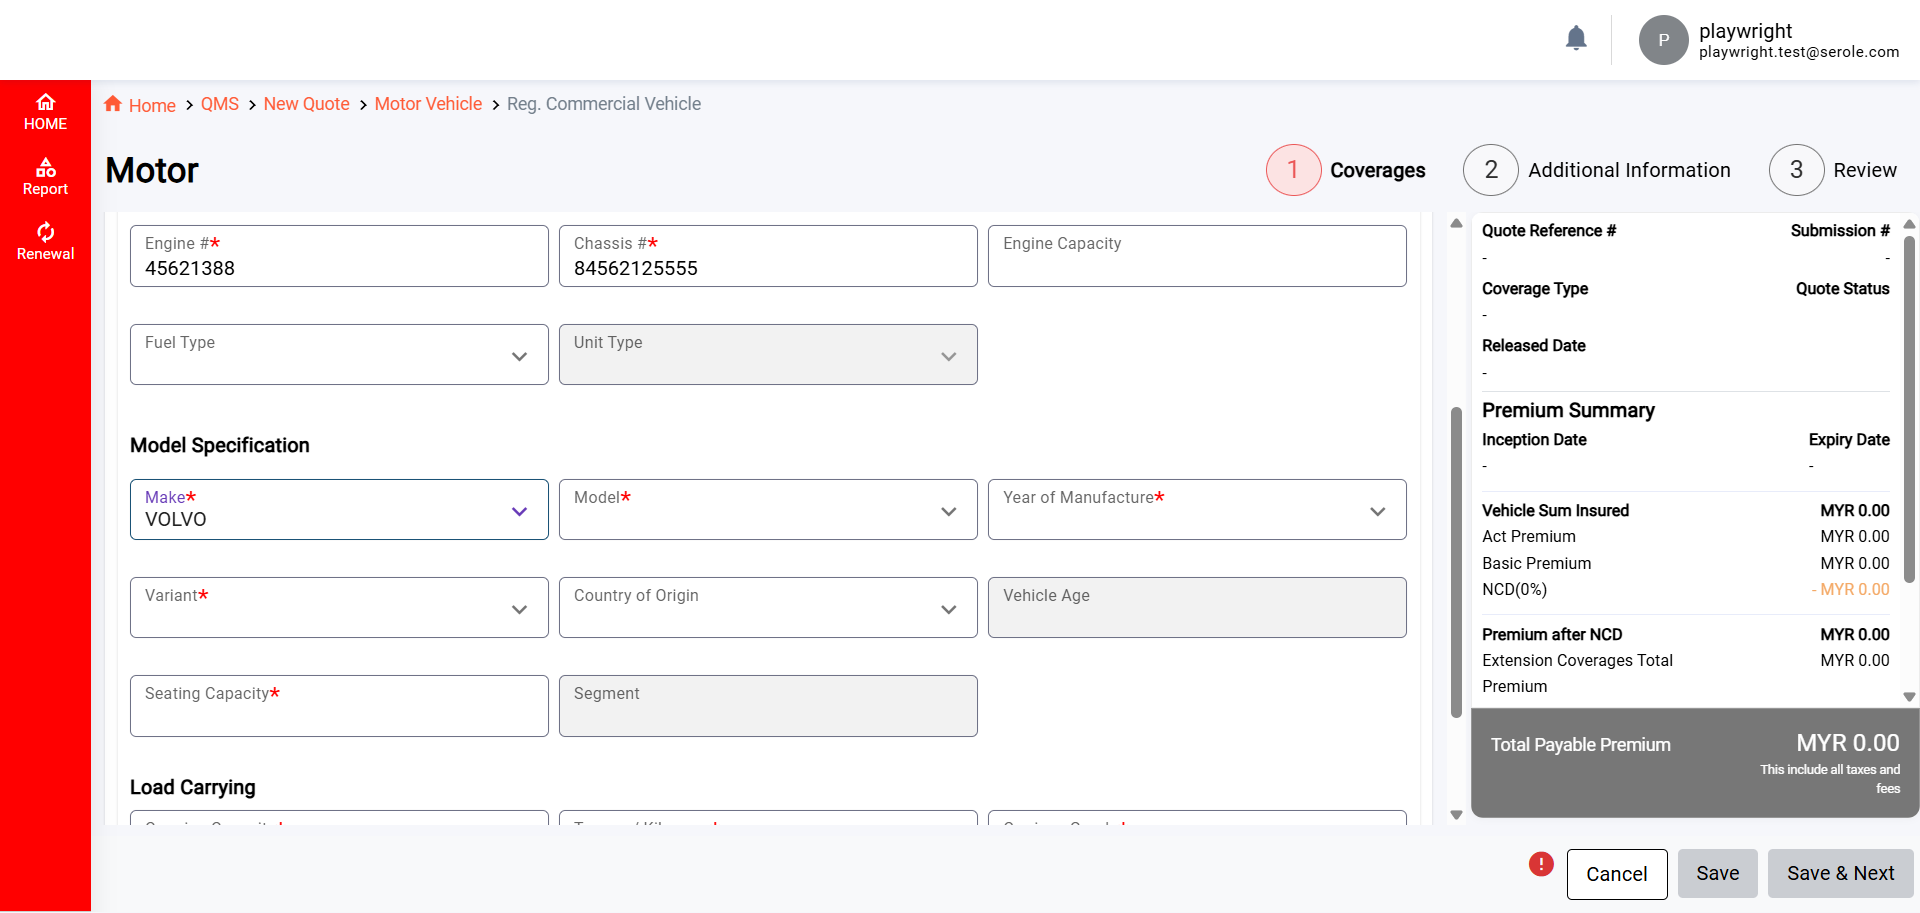 P
playwright
playwright.test@serole.com
HOME
Report
Renewal
Home > QMS > New Quote > Motor Vehicle > Reg. Commercial Vehicle
Motor
1 Coverages
2 Additional Information
3 Review
Engine #*
45621388
Chassis #*
84562125555
Engine Capacity
Fuel Type
Unit Type
Model Specification
Make*
VOLVO
Model*
Year of Manufacture*
Variant*
Country of Origin
Vehicle Age
Seating Capacity*
Segment
Load Carrying
Quote Reference # Submission #
- -
Coverage Type Quote Status
-
Released Date
-
Premium Summary
Inception Date Expiry Date
- -
Vehicle Sum Insured MYR 0.00
Act Premium MYR 0.00
Basic Premium MYR 0.00
NCD(0%) - MYR 0.00
Premium after NCD MYR 0.00
Extension Coverages Total MYR 0.00
Premium
Total Payable Premium MYR 0.00
This include all taxes and
fees
!
Cancel
Save
Save & Next